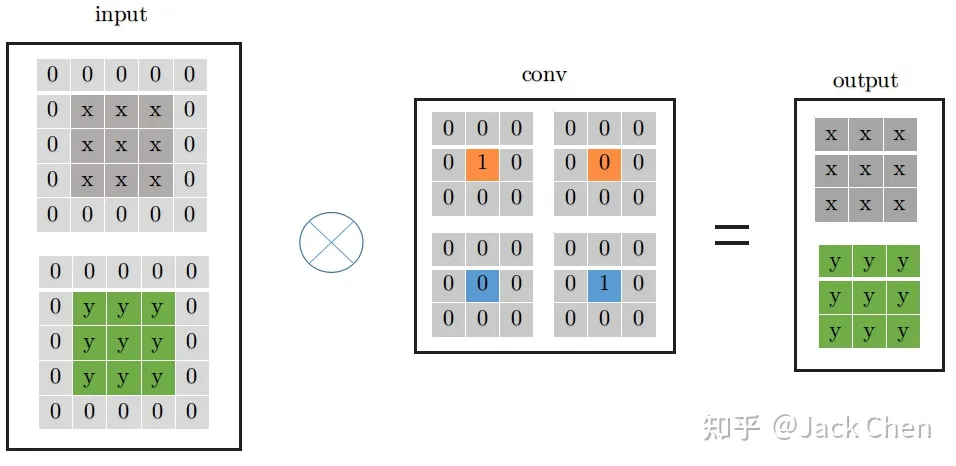 input
0 0 0 0 0
0 x x x 0
0 x x x 0
0 x x x 0
0 0 0 0 0
0 0 0 0 0
0 y y y 0
0 y y y 0
0 y y y 0
0 0 0 0 0
conv
0 0 0 0 0 0
0 1 0 0 0 0
0 0 0 0 0 0
0 0 0 0 0 0
0 0 0 0 1 0
0 0 0 0 0 0
=
output
x x x
x x x
x x x
y y y
y y y
y y y
知乎 @Jack Chen